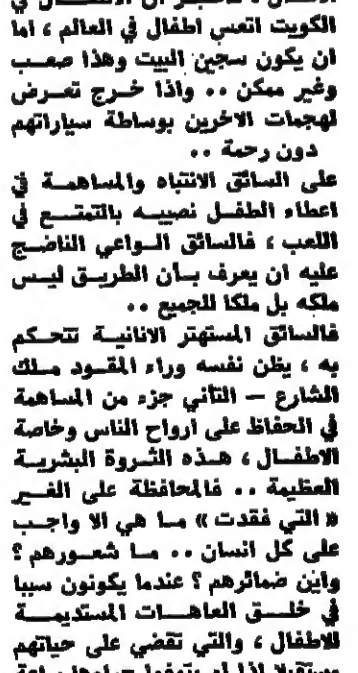 الكويت اتعس اطفال في العالم ، اما
ان يكون سجين البيت وهذا صعب
وغير ممكن .. واذا خرج تعرض
لهجمات الاخرين بوساطة سياراتهم
دون رحمة ..
على السائق الانتباه والمساهمة في
اعطاء الطفل نصيبه بالتمتع في
اللعب ، فالسائق الواعي الناضج
عليه ان يعرف بأن الطريق ليس
ملكه بل ملكا للجميع ..
فالسائق المستهتر الانانية تتحكم
به ، يظن نفسه وراء المقود ملك
الشارع — التأني جزء من المساهمة
في الحفاظ على ارواح الناس وخاصة
الاطفال ، هذه الثروة البشرية
العظيمة .. فالمحافظة على الغير
« التي فقدت » ما هي الا واجب
على كل انسان .. ما شعورهم ؟
واين ضمائرهم ؟ عندما يكونون سببا
في خلق العاهات المستديمة
للاطفال ، والتي تقضي على حياتهم